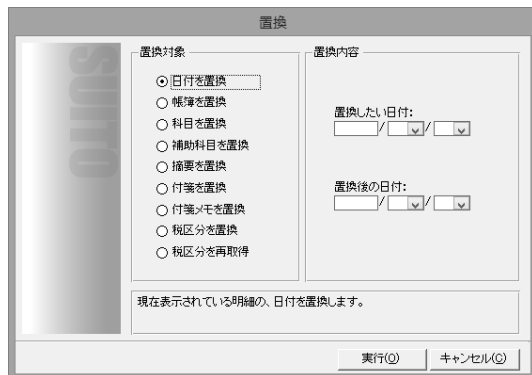 置換
SUITO
置換対象
日付を置換
帳簿を置換
科目を置換
補助科目を置換
摘要を置換
付箋を置換
付箋メモを置換
税区分を置換
税区分を再取得
置換内容
置換したい日付:
/ /
置換後の日付:
/ /
現在表示されている明細の、日付を置換します。
実行(O) キャンセル(C)